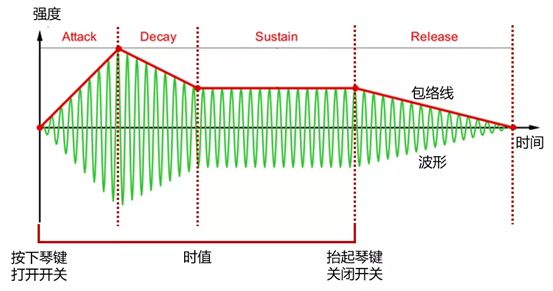 强度
Attack Decay Sustain Release
包络线
时间
波形
按下琴键
打开开关
时值
抬起琴键
关闭开关